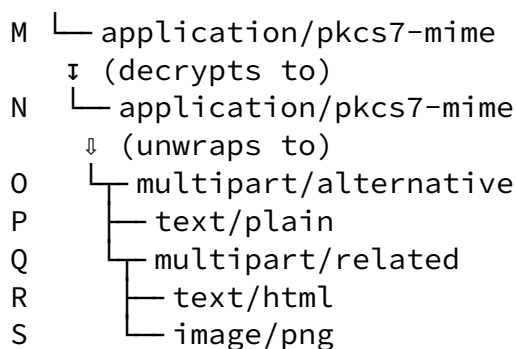 M └─ application/pkcs7-mime
↧ (decrypts to)
N └─ application/pkcs7-mime
⇩ (unwraps to)
O └┬─ multipart/alternative
P ├─ text/plain
Q └┬─ multipart/related
R ├─ text/html
S └─ image/png